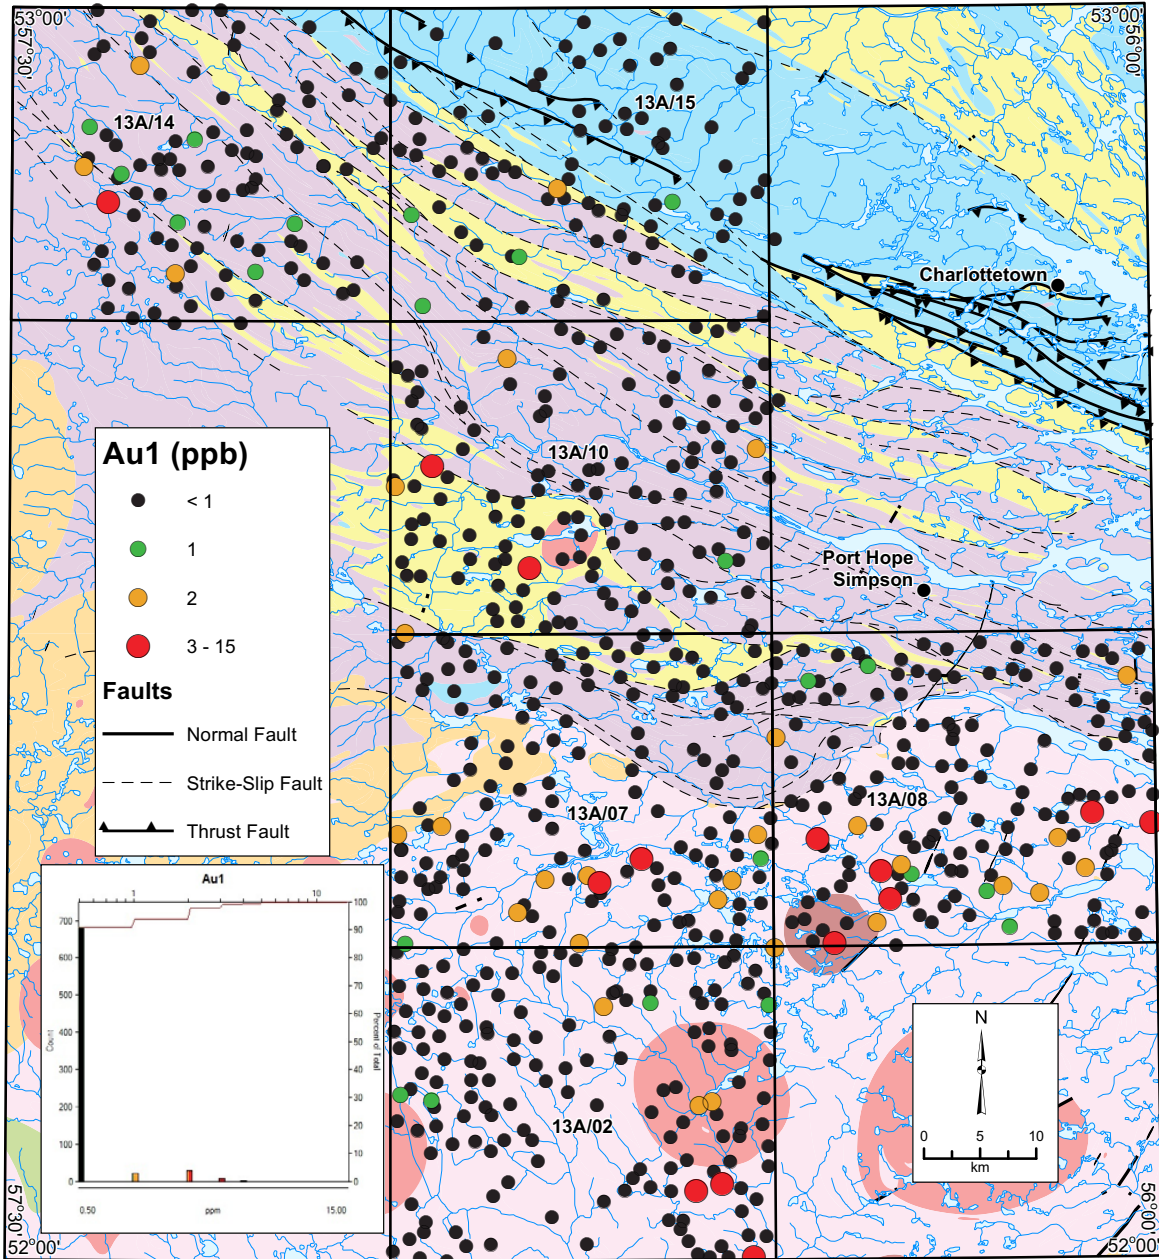 53°00'
57°30'
53°00'
56°00'
13A/14
13A/15
Charlottetown
13A/10
Port Hope
Simpson
Au1 (ppb)
< 1
1
2
3 - 15
Faults
Normal Fault
Strike-Slip Fault
Thrust Fault
13A/07
13A/08
13A/02
Au1
1
10
700
600
500
400
300
200
100
0
Count
100
90
80
70
60
50
40
30
20
10
0
Percent of Total
0.50
ppm
15.00
N
0
5
10
km
57°30'
52°00'
56°00'
52°00'